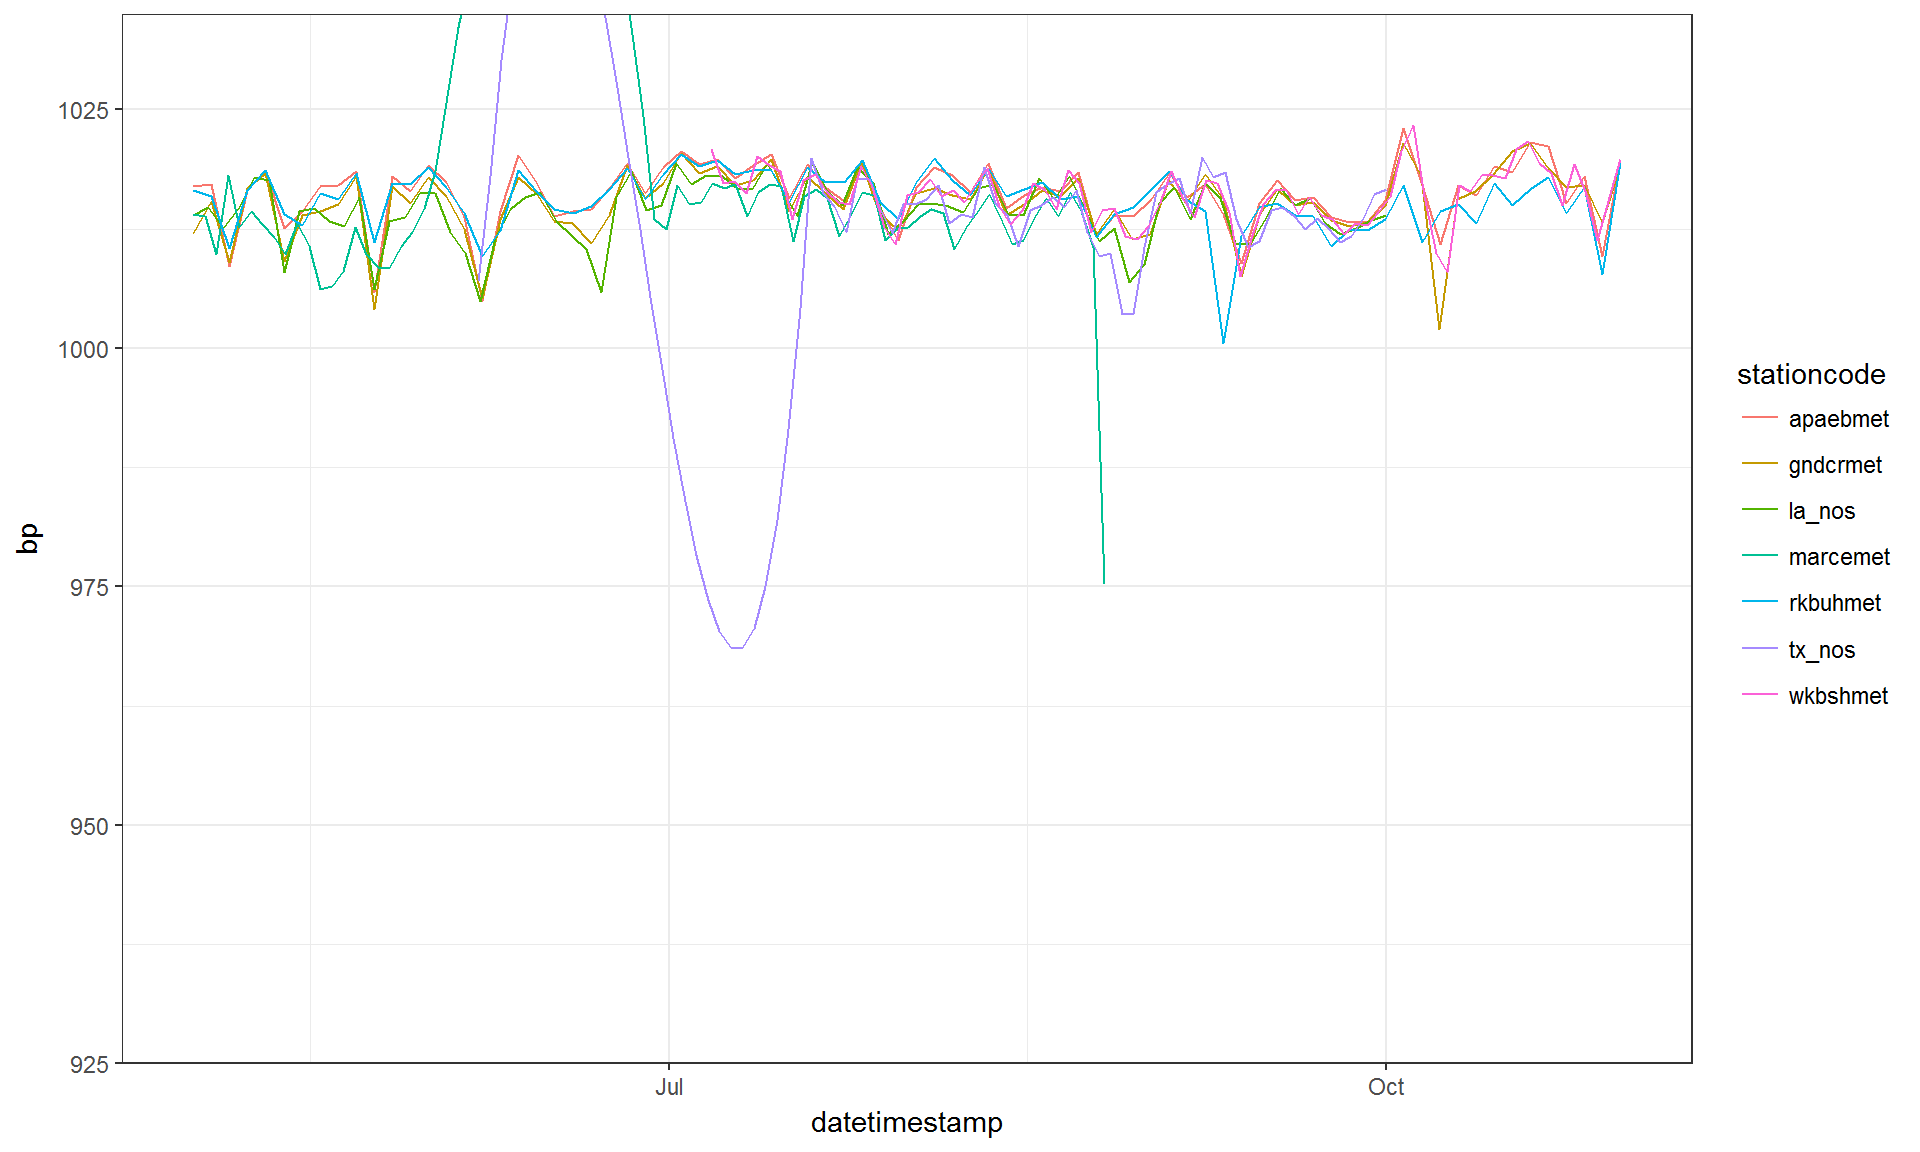 1025
1000
975
950
925
bp
Jul
Oct
datetimestamp
stationcode
apaebmet
gndcrmet
la_nos
marcemet
rkbuhmet
tx_nos
wkbshmet